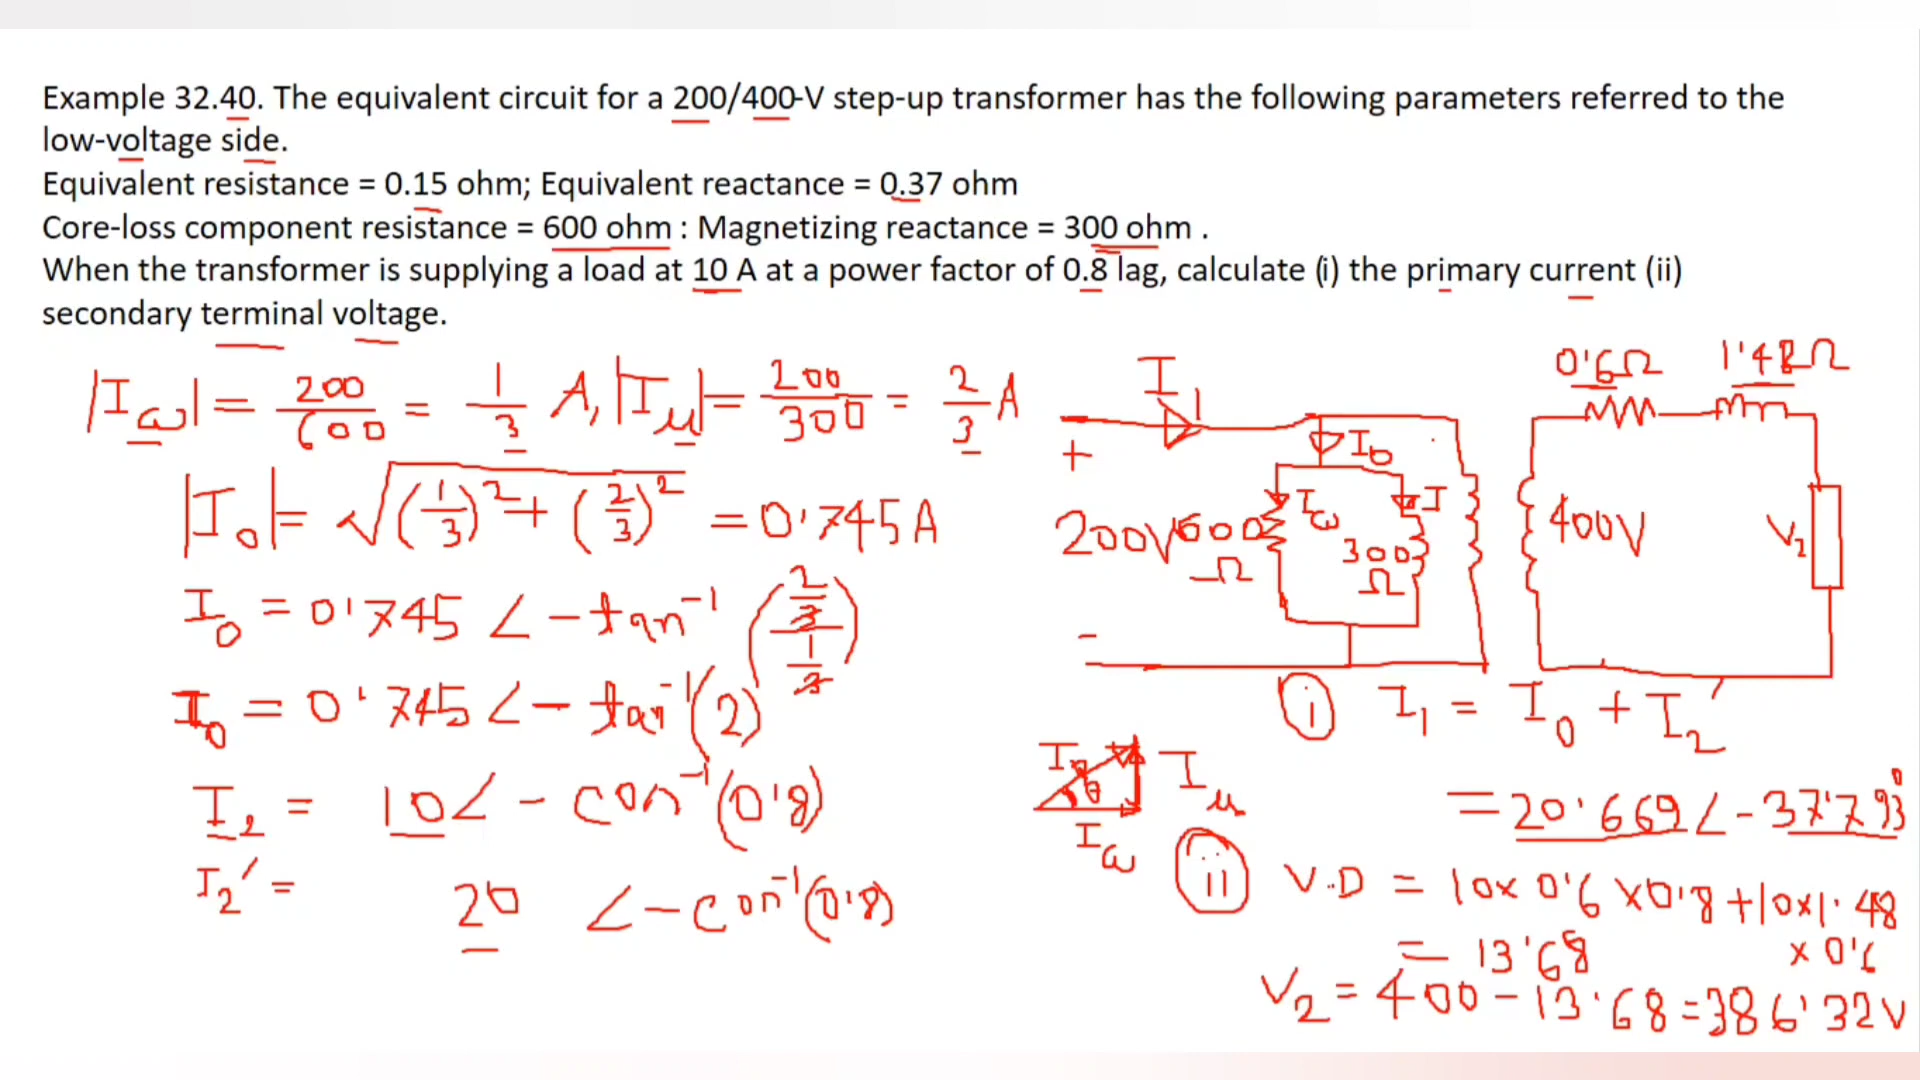 Example 32.40. The equivalent circuit for a 200/400-V step-up transformer has the following parameters referred to the
low-voltage side.
Equivalent resistance = 0.15 ohm; Equivalent reactance = 0.37 ohm
Core-loss component resistance = 600 ohm : Magnetizing reactance = 300 ohm .
When the transformer is supplying a load at 10 A at a power factor of 0.8 lag, calculate (i) the primary current (ii)
secondary terminal voltage.
|Iω| = 200/600 = 1/3 A, |Iμ| = 200/300 = 2/3 A
|I₀| = √((1/3)² + (2/3)²) = 0.745 A
I₀ = 0.745 ∠ - tan⁻¹ ((2/3)/(1/3))
I₀ = 0.745 ∠ - tan⁻¹(2)
I₂ = 10 ∠ - cos⁻¹(0.8)
I₂′ = 20 ∠ - cos⁻¹(0.8)
I₁
+
200V
-
I₀
Iω
I
600 Ω
300 Ω
0.6Ω 1.48Ω
400V
V₂
I₀
θ
Iμ
Iω
(i) I₁ = I₀ + I₂′
= 20.669 ∠ - 37.793°
(ii) V.D = 10 x 0.6 x 0.8 + 10 x 1.48
x 0.6
= 13.68
V₂ = 400 - 13.68 = 386.32V